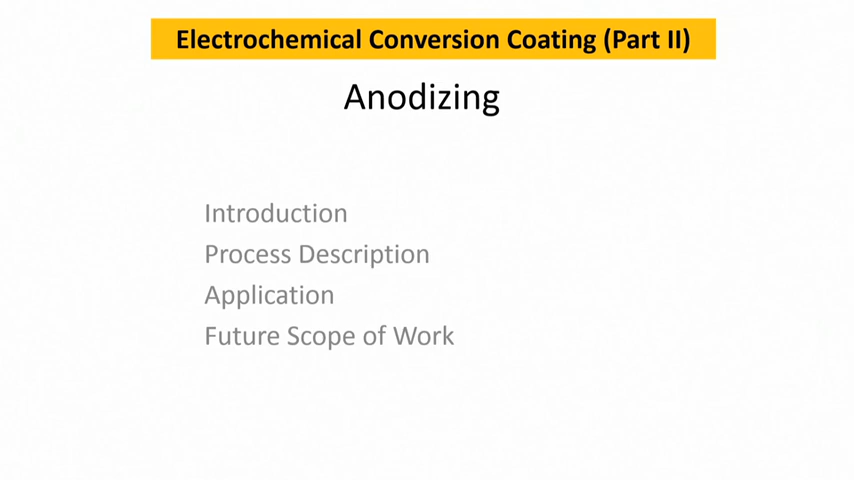 Electrochemical Conversion Coating (Part II)
Anodizing
Introduction
Process Description
Application
Future Scope of Work